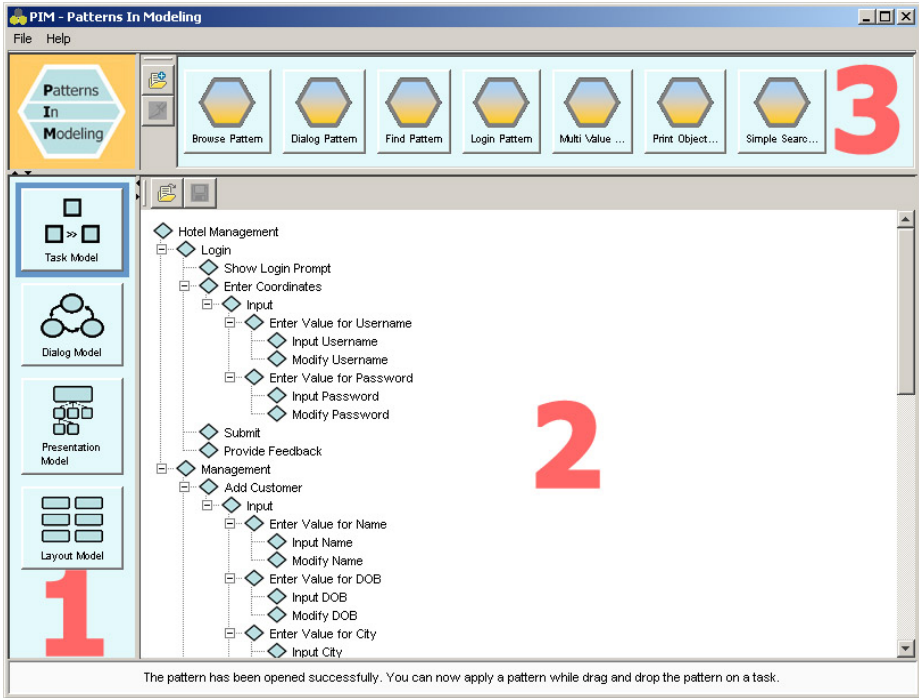 PIM - Patterns In Modeling
File Help
Patterns
In
Modeling
Browse Pattern
Dialog Pattern
Find Pattern
Login Pattern
Multi Value ...
Print Object...
Simple Searc...
3
Task Model
Dialog Model
Presentation
Model
Layout Model
1
Hotel Management
Login
Show Login Prompt
Enter Coordinates
Input
Enter Value for Username
Input Username
Modify Username
Enter Value for Password
Input Password
Modify Password
Submit
Provide Feedback
Management
Add Customer
Input
Enter Value for Name
Input Name
Modify Name
Enter Value for DOB
Input DOB
Modify DOB
Enter Value for City
Input City
2
The pattern has been opened successfully. You can now apply a pattern while drag and drop the pattern on a task.